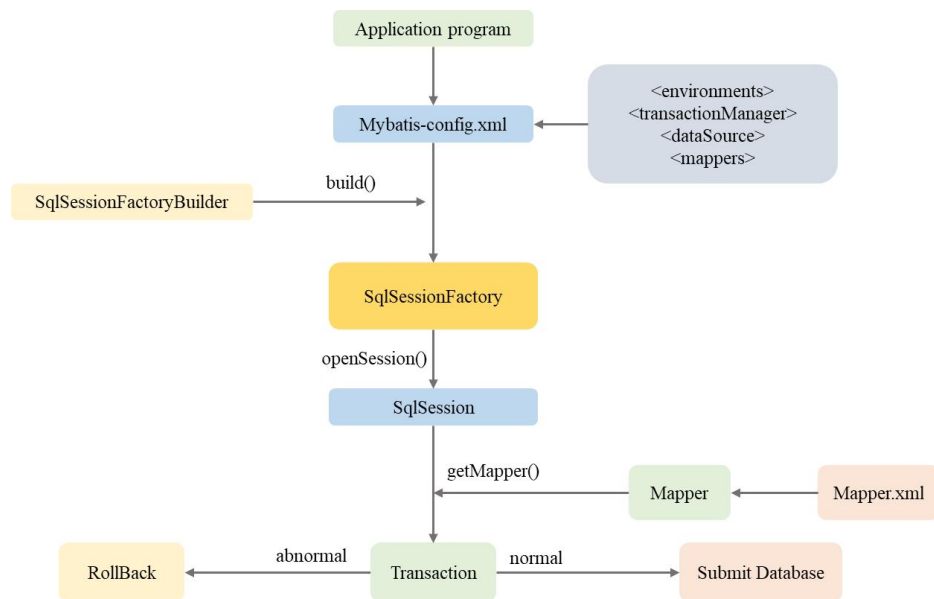 Application program
<environments>
<transactionManager>
<dataSource>
<mappers>
Mybatis-config.xml
build()
SqlSessionFactoryBuilder
SqlSessionFactory
openSession()
SqlSession
getMapper()
Mapper
Mapper.xml
abnormal
normal
RollBack
Transaction
Submit Database